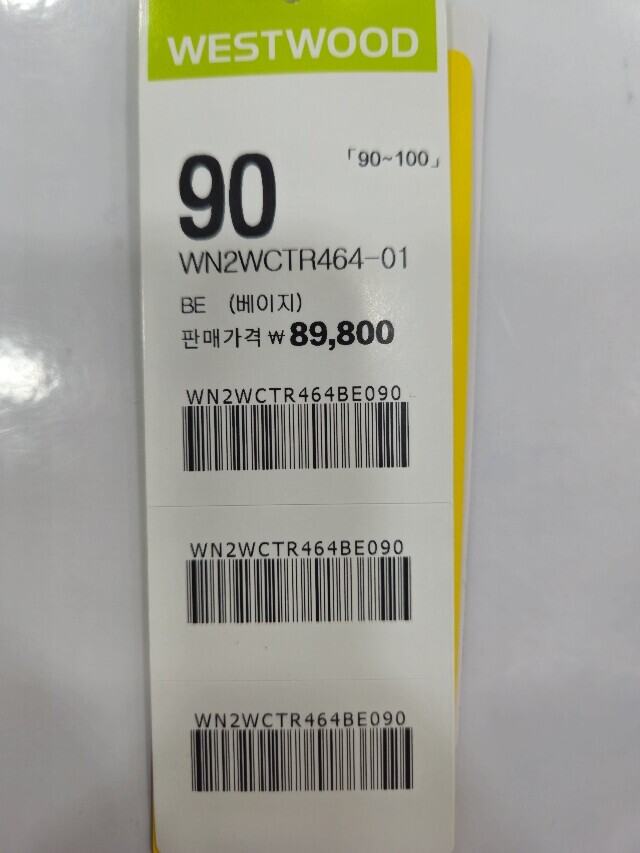 WESTWOOD
「90~100」
90
WN2WCTR464-01
BE (베이지)
판매가격 ₩89,800
WN2WCTR464BE090
WN2WCTR464BE090
WN2WCTR464BE090